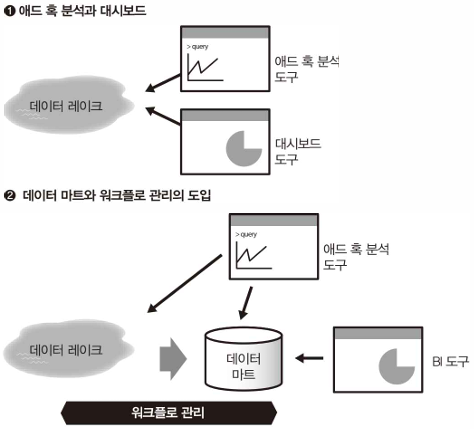 ❶ 애드 혹 분석과 대시보드
> query
애드 혹 분석
도구
데이터 레이크
대시보드
도구
❷ 데이터 마트와 워크플로 관리의 도입
> query
애드 혹 분석
도구
데이터 레이크
데이터
마트
BI 도구
워크플로 관리